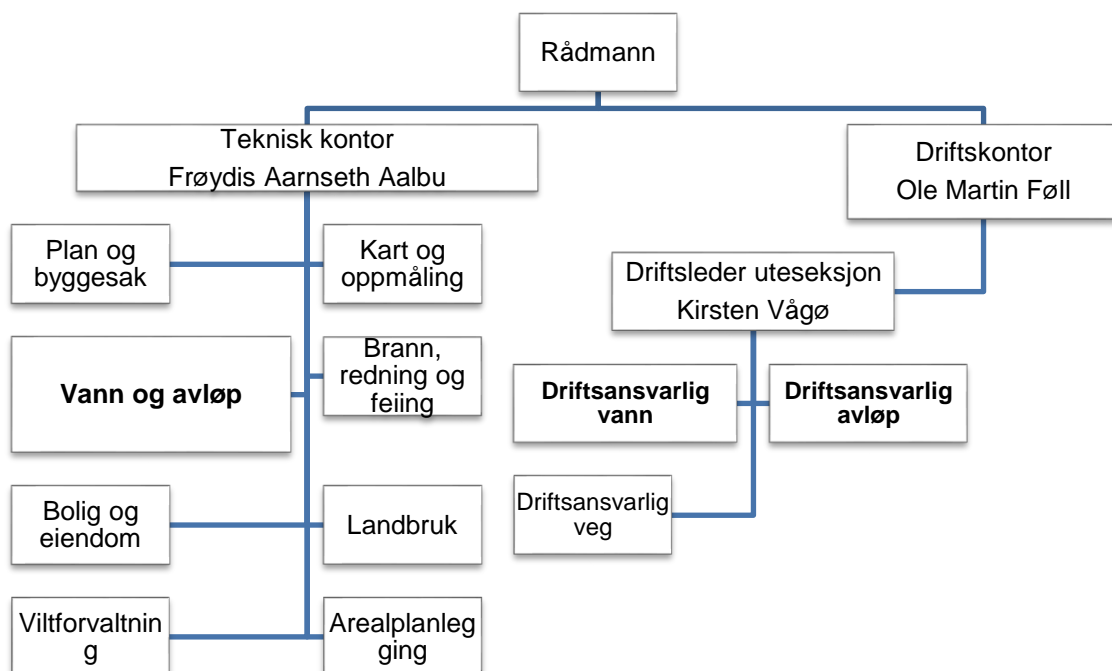 Rådmann
Teknisk kontor
Frøydis Aarnseth Aalbu
Driftskontor
Ole Martin Føll
Plan og
byggesak
Kart og
oppmåling
Driftsleder uteseksjon
Kirsten Vågø
Vann og avløp
Brann,
redning og
feiing
Driftsansvarlig
vann
Driftsansvarlig
avløp
Bolig og
eiendom
Landbruk
Driftsansvarlig
veg
Viltforvaltnin
g
Arealplanleg
ging